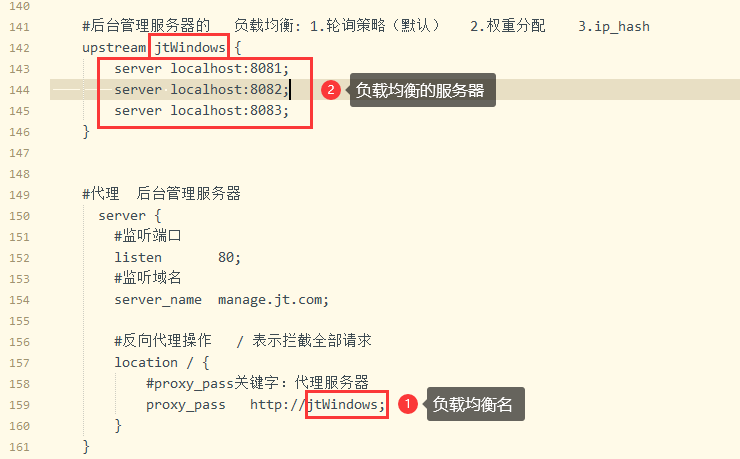 140
141 #后台管理服务器的 负载均衡: 1.轮询策略（默认） 2.权重分配 3.ip_hash
142 upstream jtWindows {
143 server localhost:8081;
144 server localhost:8082; 2 负载均衡的服务器
145 server localhost:8083;
146 }
147
148
149 #代理 后台管理服务器
150 server {
151 #监听端口
152 listen 80;
153 #监听域名
154 server_name manage.jt.com;
155
156 #反向代理操作 / 表示拦截全部请求
157 location / {
158 #proxy_pass关键字: 代理服务器
159 proxy_pass http://jtWindows; 1 负载均衡名
160 }
161 }